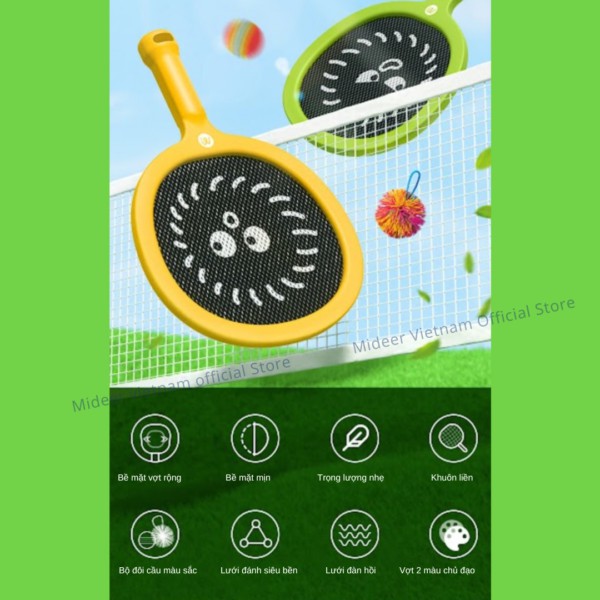 Mideer Vietnam Official Store
Mideer Vietnam official Store
Bề mặt vợt rộng
Bề mặt mịn
Trọng lượng nhẹ
Khuôn liền
Bộ đôi cầu màu sắc
Lưới đánh siêu bền
Lưới đàn hồi
Vợt 2 màu chủ đạo